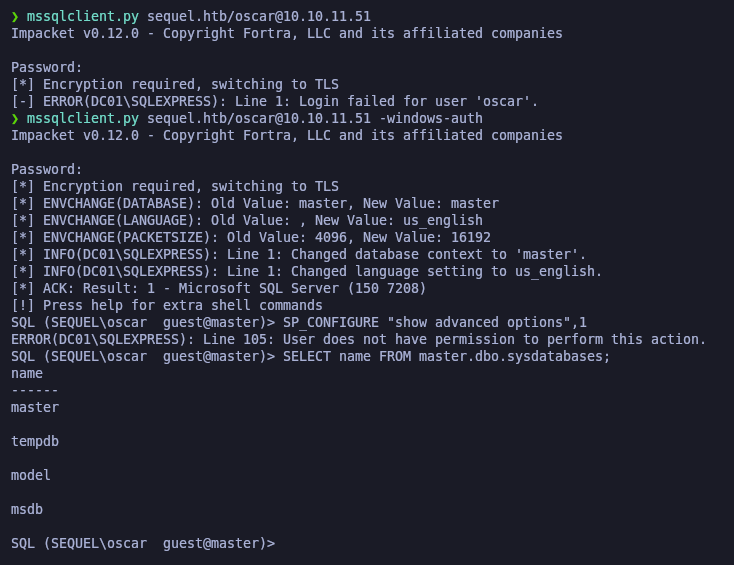 ❯ mssqlclient.py sequel.htb/oscar@10.10.11.51
Impacket v0.12.0 - Copyright Fortra, LLC and its affiliated companies
Password:
[*] Encryption required, switching to TLS
[-] ERROR(DC01\SQLEXPRESS): Line 1: Login failed for user 'oscar'.
❯ mssqlclient.py sequel.htb/oscar@10.10.11.51 -windows-auth
Impacket v0.12.0 - Copyright Fortra, LLC and its affiliated companies
Password:
[*] Encryption required, switching to TLS
[*] ENVCHANGE(DATABASE): Old Value: master, New Value: master
[*] ENVCHANGE(LANGUAGE): Old Value: , New Value: us_english
[*] ENVCHANGE(PACKETSIZE): Old Value: 4096, New Value: 16192
[*] INFO(DC01\SQLEXPRESS): Line 1: Changed database context to 'master'.
[*] INFO(DC01\SQLEXPRESS): Line 1: Changed language setting to us_english.
[*] ACK: Result: 1 - Microsoft SQL Server (150 7208)
[!] Press help for extra shell commands
SQL (SEQUEL\oscar  guest@master)> SP_CONFIGURE "show advanced options",1
ERROR(DC01\SQLEXPRESS): Line 105: User does not have permission to perform this action.
SQL (SEQUEL\oscar  guest@master)> SELECT name FROM master.dbo.sysdatabases;
name
------
master
tempdb
model
msdb
SQL (SEQUEL\oscar  guest@master)>